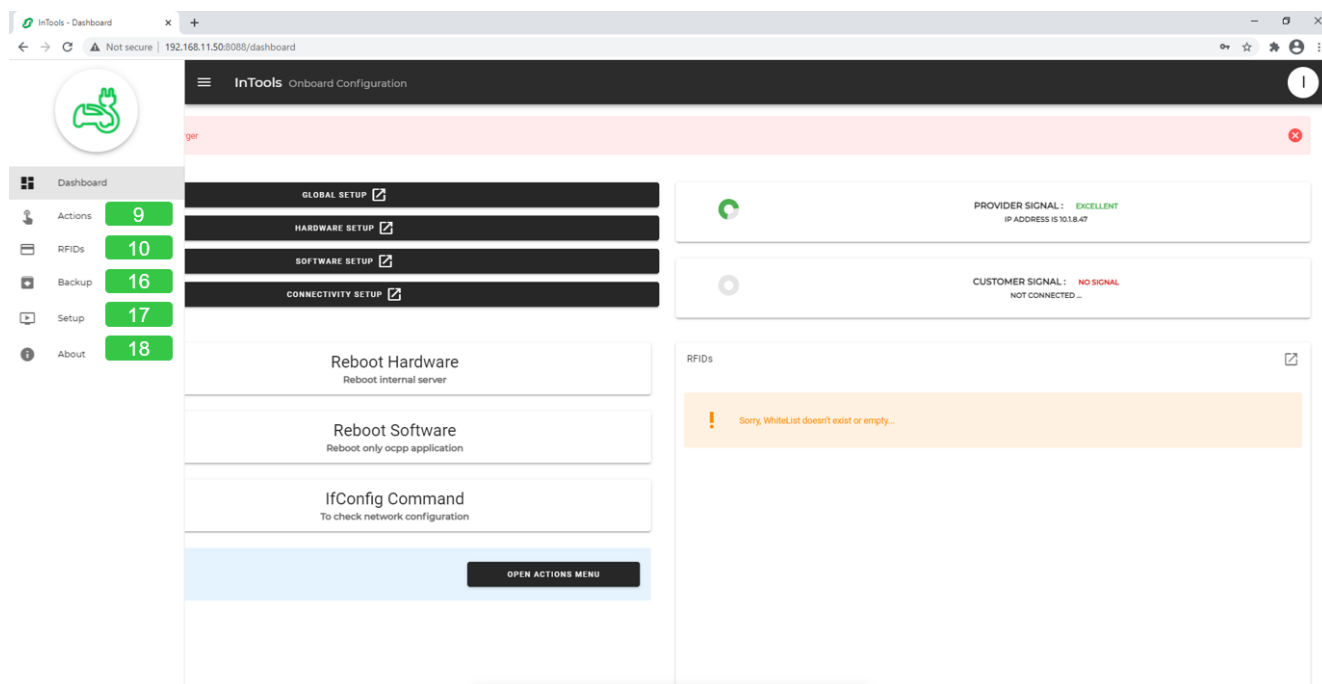 InTools - Dashboard
Not secure | 192.168.11.50:8088/dashboard
InTools Onboard Configuration
I
rger
Dashboard
Actions 9
RFIDs 10
Backup 16
Setup 17
About 18
GLOBAL SETUP
HARDWARE SETUP
SOFTWARE SETUP
CONNECTIVITY SETUP
PROVIDER SIGNAL : EXCELLENT
IP ADDRESS IS 10.1.8.47
CUSTOMER SIGNAL : NO SIGNAL
NOT CONNECTED ...
Reboot Hardware
Reboot internal server
Reboot Software
Reboot only ocpp application
IfConfig Command
To check network configuration
OPEN ACTIONS MENU
RFIDs
Sorry, WhiteList doesn't exist or empty...